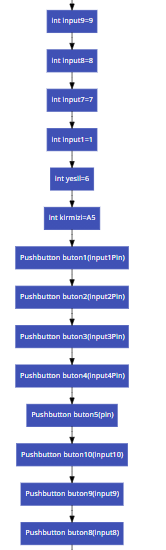 int input9=9
int input8=8
int input7=7
int input1=1
int yesil=6
int kirmizi=A5
Pushbutton buton1(input1Pin)
Pushbutton buton2(input2Pin)
Pushbutton buton3(input3Pin)
Pushbutton buton4(input4Pin)
Pushbutton buton5(pin)
Pushbutton buton10(input10)
Pushbutton buton9(input9)
Pushbutton buton8(input8)